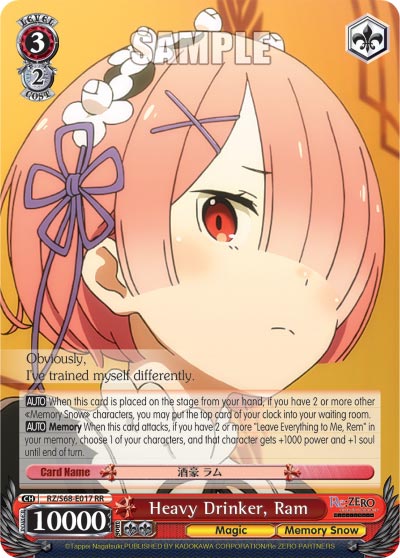 LEVEL
3
2
COST
SAMPLE
Obviously,
I've trained myself differently.
AUTO When this card is placed on the stage from your hand, if you have 2 or more other
«Memory Snow» characters, you may put the top card of your clock into your waiting room.
AUTO Memory When this card attacks, if you have 2 or more "Leave Everything to Me, Rem" in
your memory, choose 1 of your characters, and that character gets +1000 power and +1 soul
until end of turn.
Card Name 酒豪 ラム
CH RZ/S68-E017 RR
POWER 10000 SOUL
Heavy Drinker, Ram
Re:ZERO
Magic Memory Snow
©Tappei Nagatsuki,PUBLISHED BY KADOKAWA CORPORATION/Re:ZERO PARTNERS